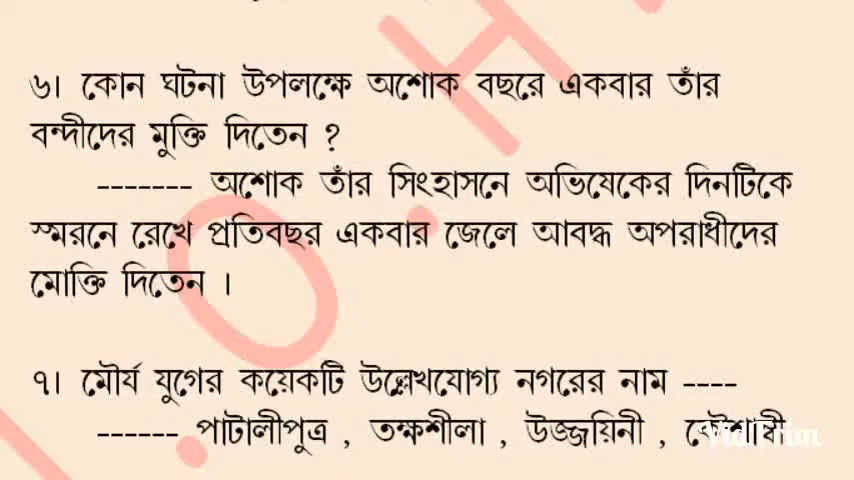 ৬। কোন ঘটনা উপলক্ষে অশোক বছরে একবার তাঁর
বন্দীদের মুক্তি দিতেন ?
------- অশোক তাঁর সিংহাসনে অভিষেকের দিনটিকে
স্মরনে রেখে প্রতিবছর একবার জেলে আবদ্ধ অপরাধীদের
মোক্তি দিতেন ।
৭। মৌর্য যুগের কয়েকটি উল্লেখযোগ্য নগরের নাম ----
------ পাটালীপুত্র , তক্ষশীলা , উজ্জয়িনী ,